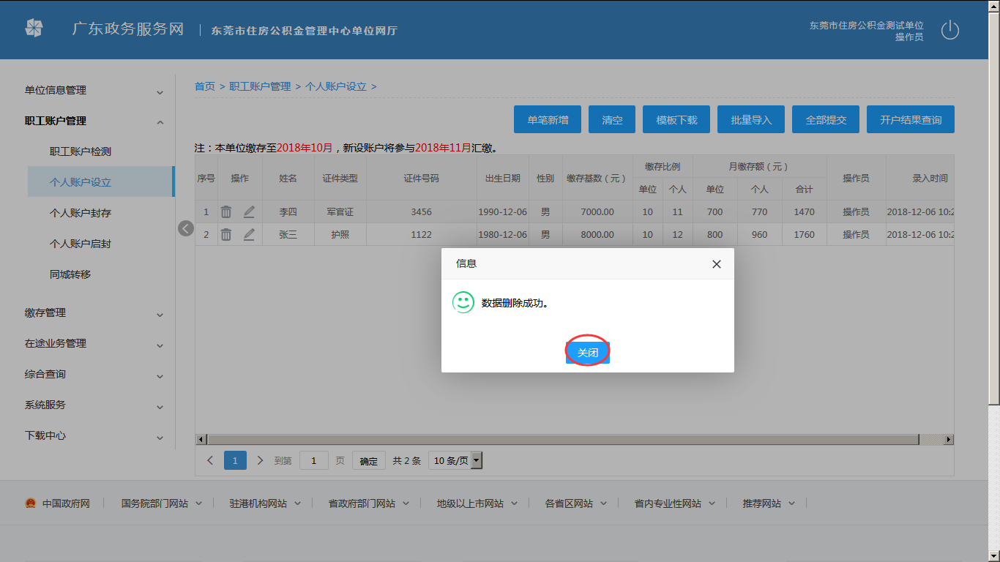 广东政务服务网 | 东莞市住房公积金管理中心单位网厅
东莞市住房公积金测试单位
操作员
单位信息管理
职工账户管理
职工账户检测
个人账户设立
个人账户封存
个人账户启封
同城转移
缴存管理
在途业务管理
综合查询
系统服务
下载中心
首页 > 职工账户管理 > 个人账户设立 >
单笔新增 清空 模板下载 批量导入 全部提交 开户结果查询
注：本单位缴存至2018年10月，新设账户将参与2018年11月汇缴。
序号 操作 姓名 证件类型 证件号码 出生日期 性别 缴存基数（元） 缴存比例 月缴存额（元） 操作员 录入时间
单位 个人 单位 个人 合计
1 李四 军官证 3456 1990-12-06 男 7000.00 10 11 700 770 1470 操作员 2018-12-06 10:2
2 张三 护照 1122 1980-12-06 男 8000.00 10 12 800 960 1760 操作员 2018-12-06 10:2
信息
数据删除成功。
关闭
1 到第 1 页 确定 共 2 条 10 条/页
中国政府网 国务院部门网站 驻港机构网站 省政府部门网站 地级以上市网站 各省区网站 省内专业性网站 推荐网站